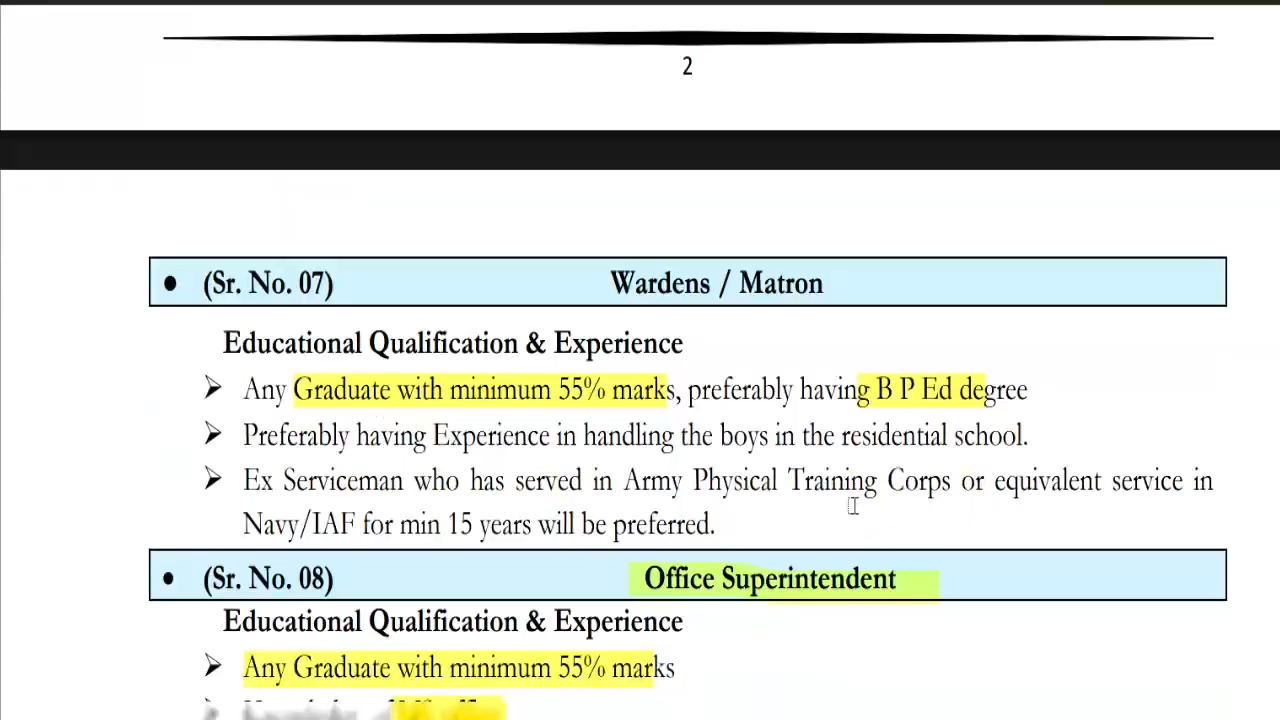 2
• (Sr. No. 07) Wardens / Matron
Educational Qualification & Experience
➢ Any Graduate with minimum 55% marks, preferably having B P Ed degree
➢ Preferably having Experience in handling the boys in the residential school.
➢ Ex Serviceman who has served in Army Physical Training Corps or equivalent service in
Navy/IAF for min 15 years will be preferred.
• (Sr. No. 08) Office Superintendent
Educational Qualification & Experience
➢ Any Graduate with minimum 55% marks